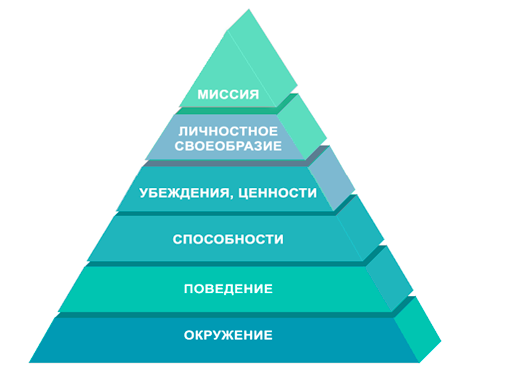 МИССИЯ
ЛИЧНОСТНОЕ
СВОЕОБРАЗИЕ
УБЕЖДЕНИЯ, ЦЕННОСТИ
СПОСОБНОСТИ
ПОВЕДЕНИЕ
ОКРУЖЕНИЕ